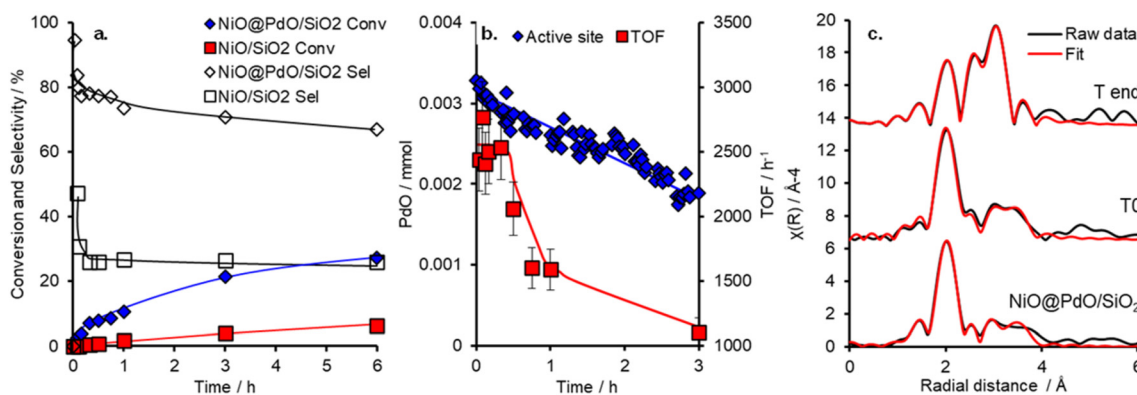 a.
NiO@PdO/SiO2 Conv
NiO/SiO2 Conv
NiO@PdO/SiO2 Sel
NiO/SiO2 Sel
Conversion and Selectivity / %
100
80
60
40
20
0
0 1 2 3 4 5 6
Time / h
b.
Active site TOF
PdO / mmol
0.004
0.003
0.002
0.001
0
3500
3000
2500
2000
1500
1000
TOF / h⁻¹
0 1 2 3
Time / h
c.
Raw data
Fit
T end
T0
NiO@PdO/SiO₂
χ(R) / Å-4
20
16
12
8
4
0
0 2 4 6
Radial distance / Å